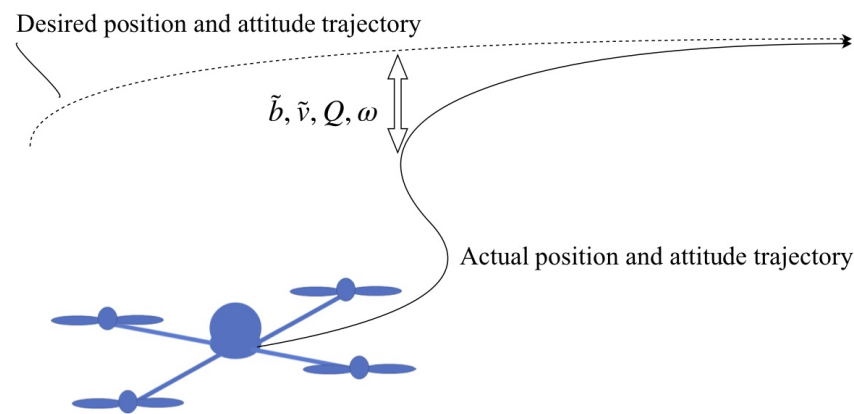 Desired position and attitude trajectory
b̃, ṽ, Q, ω
Actual position and attitude trajectory